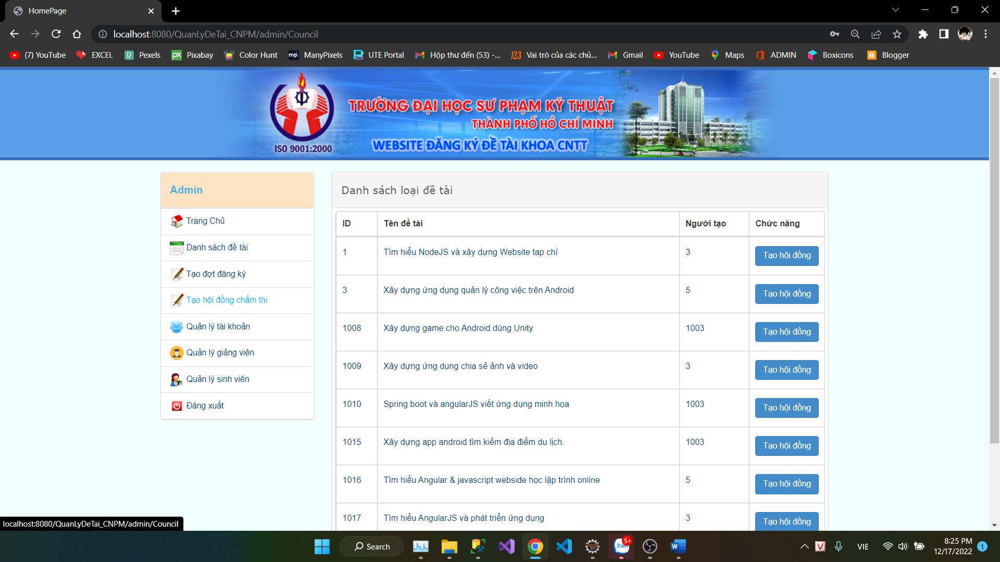 HomePage
localhost:8080/QuanLyDeTai_CNPM/admin/Council
(7) YouTube EXCEL Pexels Pixabay Color Hunt ManyPixels UTE Portal Hộp thư đến (53) -... Vai trò của các chủ... Gmail YouTube Maps ADMIN Boxicons Blogger
TRƯỜNG ĐẠI HỌC SƯ PHẠM KỸ THUẬT
THÀNH PHỐ HỒ CHÍ MINH
WEBSITE ĐĂNG KÝ ĐỀ TÀI KHOA CNTT
ISO 9001:2000
Admin
Trang Chủ
Danh sách đề tài
Tạo đợt đăng ký
Tạo hội đồng chấm thi
Quản lý tài khoản
Quản lý giảng viên
Quản lý sinh viên
Đăng xuất
Danh sách loại đề tài
ID Tên đề tài Người tạo Chức năng
1 Tìm hiểu NodeJS và xây dựng Website tap chí 3 Tạo hội đồng
3 Xây dựng ứng dụng quản lý công việc trên Android 5 Tạo hội đồng
1008 Xây dựng game cho Android dùng Unity 1003 Tạo hội đồng
1009 Xây dựng ứng dụng chia sẻ ảnh và video 3 Tạo hội đồng
1010 Spring boot và angularJS viết ứng dụng minh họa 1003 Tạo hội đồng
1015 Xây dựng app android tìm kiếm địa điểm du lịch. 1003 Tạo hội đồng
1016 Tìm hiểu Angular & javascript webside học lập trình online 5 Tạo hội đồng
1017 Tìm hiểu AngularJS và phát triển ứng dụng 3 Tạo hội đồng
localhost:8080/QuanLyDeTai_CNPM/admin/Council
Search
5+
Zalo
VIE
8:25 PM
12/17/2022
1